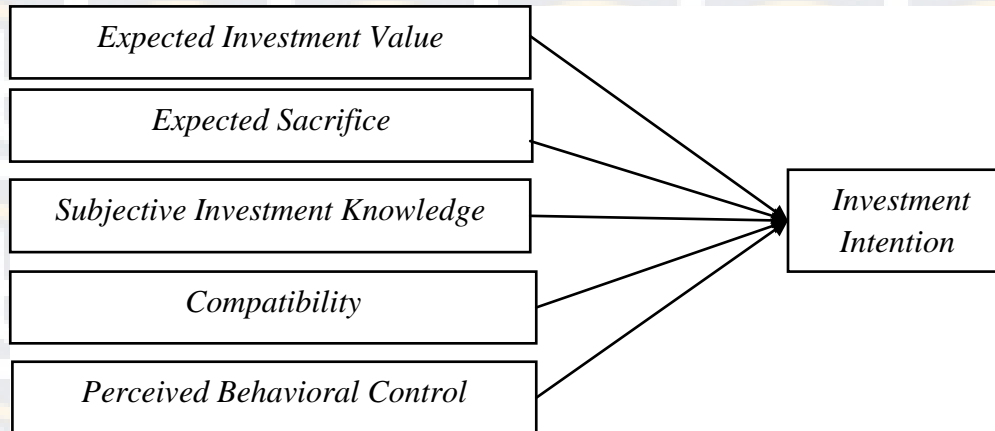 Expected Investment Value
Expected Sacrifice
Subjective Investment Knowledge
Investment
Intention
Compatibility
Perceived Behavioral Control